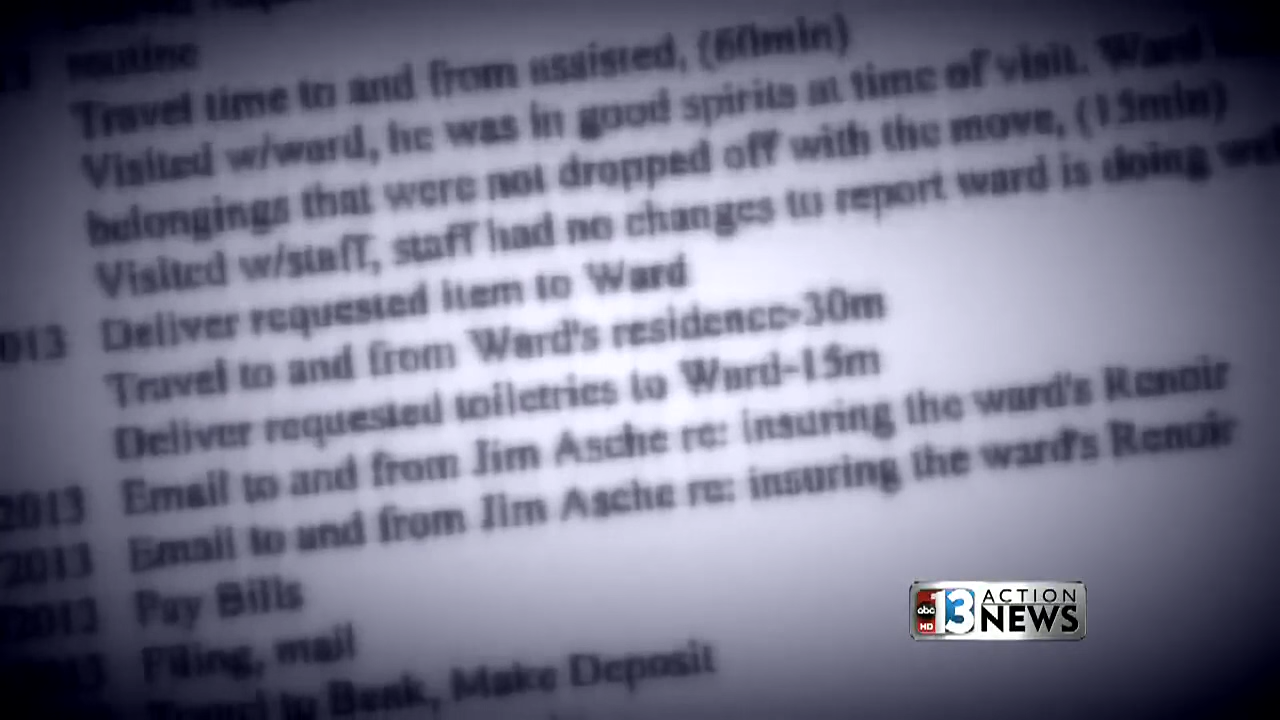 routine
Travel time to and from assisted, (60min)
Visited w/ward, he was in good spirits at time of visit. Ward
belongings that were not dropped off with the move, (15min)
Visited w/staff, staff had no changes to report ward is doing
Deliver requested item to Ward
013 Travel to and from Ward's residence-30m
Deliver requested toiletries to Ward-15m
2013 Email to and from Jim Asche re: insuring the ward's Renoir
2013 Email to and from Jim Asche re: insuring the ward's Renoir
2013 Pay Bills
Filing, mail
Travel to Bank, Make Deposit
abc HD 13 ACTION NEWS